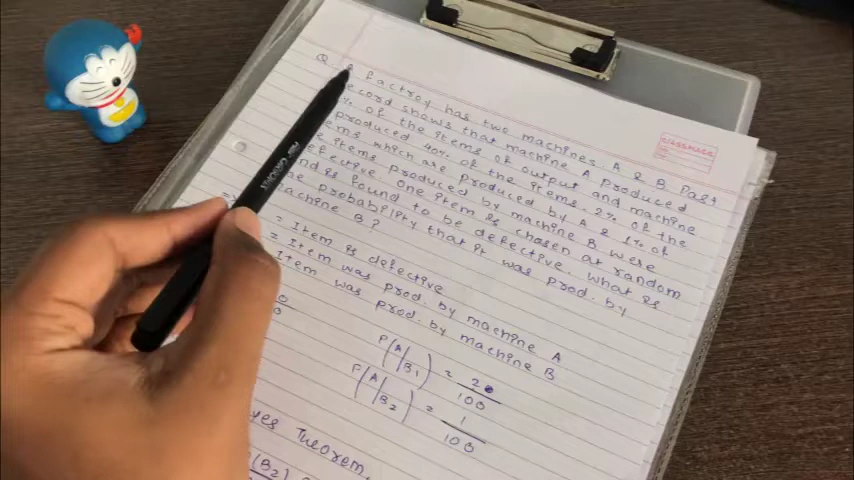 Q. A factroy has two machines A & B Past
record shows that machine A produced
% of the items of output and machine
produced 40% of the items. 2% of the
items which are produced by A & 1% of
items produced by machine B were
defective. One item is chosen at random
and is found to be defective. What is
the probability that it was prod. by
machine B?
= Item is defective
= Item was prod. by machine A
Item was prod. by machine B
P(A/B1) = 2/100
P(A/B2) = 1/100
yes Theorem,
(B2)